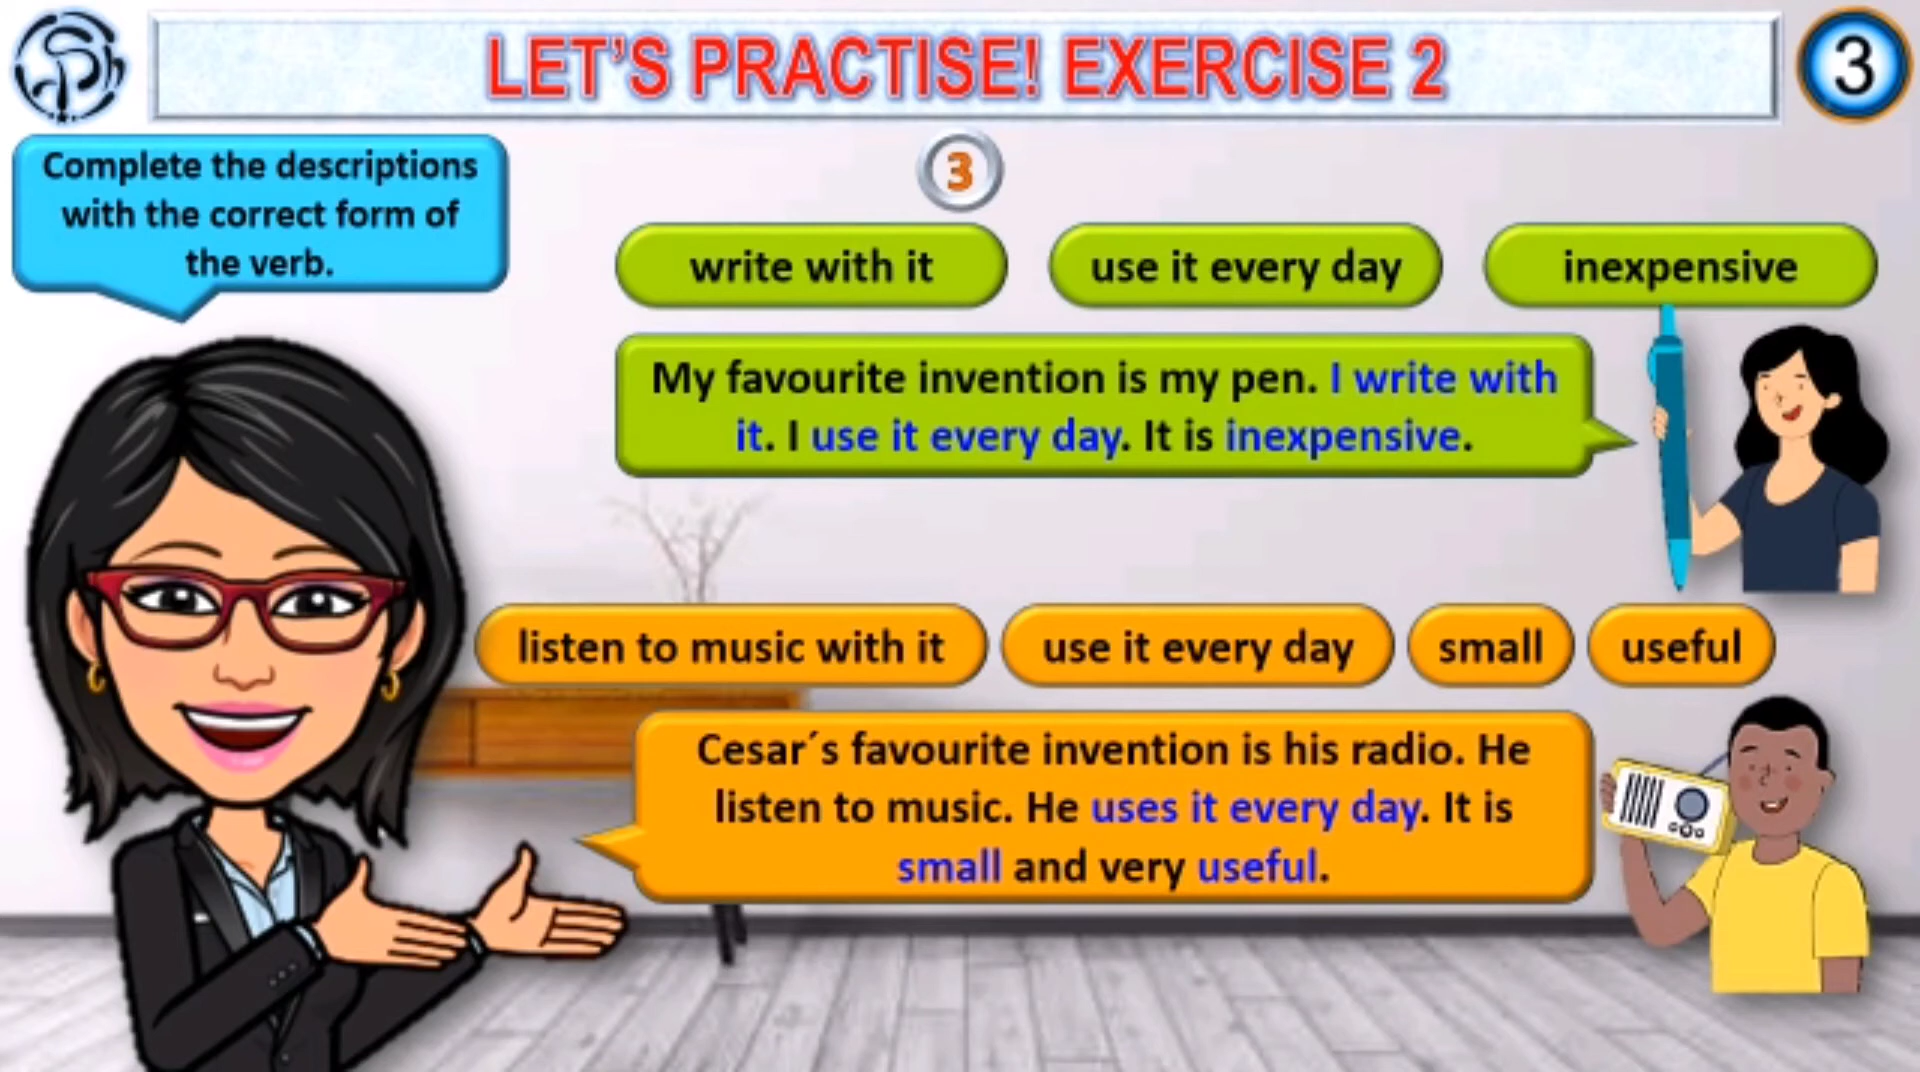 LET’S PRACTISE! EXERCISE 2
3
Complete the descriptions
with the correct form of
the verb.
3
write with it
use it every day
inexpensive
My favourite invention is my pen. I write with
it. I use it every day. It is inexpensive.
listen to music with it
use it every day
small
useful
Cesar´s favourite invention is his radio. He
listen to music. He uses it every day. It is
small and very useful.